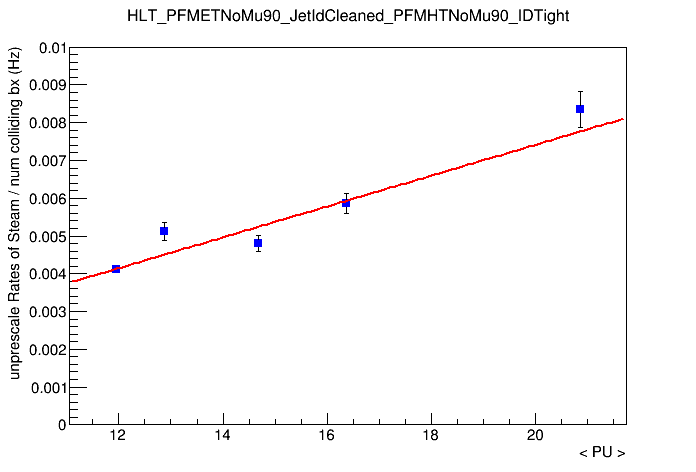 HLT_PFMETNoMu90_JetIdCleaned_PFMHTNoMu90_IDTight
unprescale Rates of Steam / num colliding bx (Hz)
0.01
0.009
0.008
0.007
0.006
0.005
0.004
0.003
0.002
0.001
0
12 14 16 18 20
< PU >